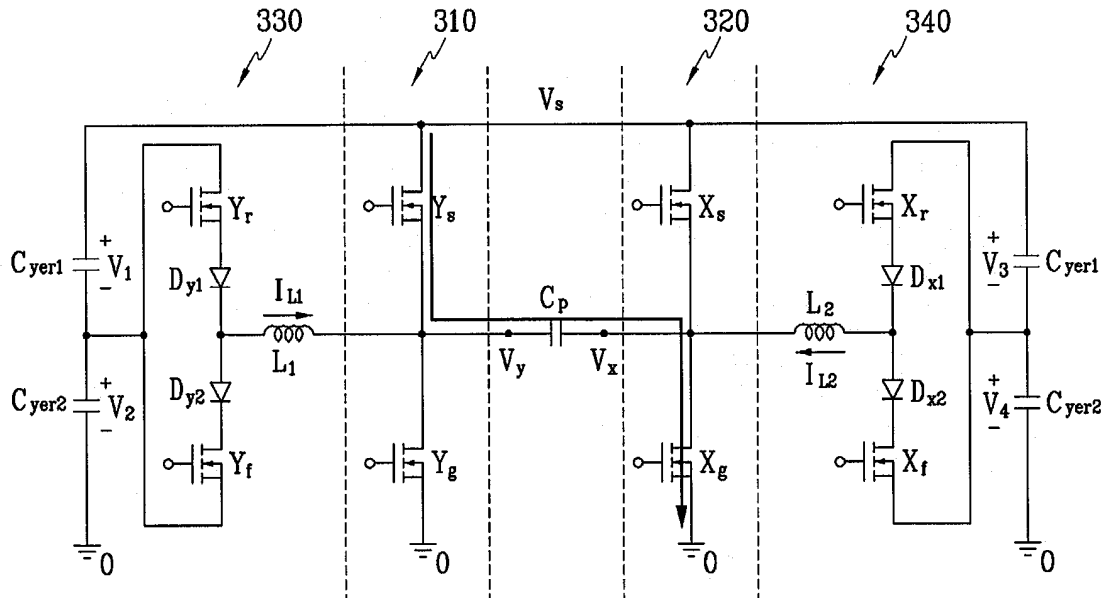 330 310 320 340
V_s
Y_r Y_s X_s X_r
C_yer1 + V_1 − D_y1 I_L1 C_p L_2 D_x1 + V_3 − C_yer1
L_1 V_y V_x I_L2
C_yer2 + V_2 − D_y2 D_x2 + V_4 − C_yer2
Y_f Y_g X_g X_f
0 0 0 0